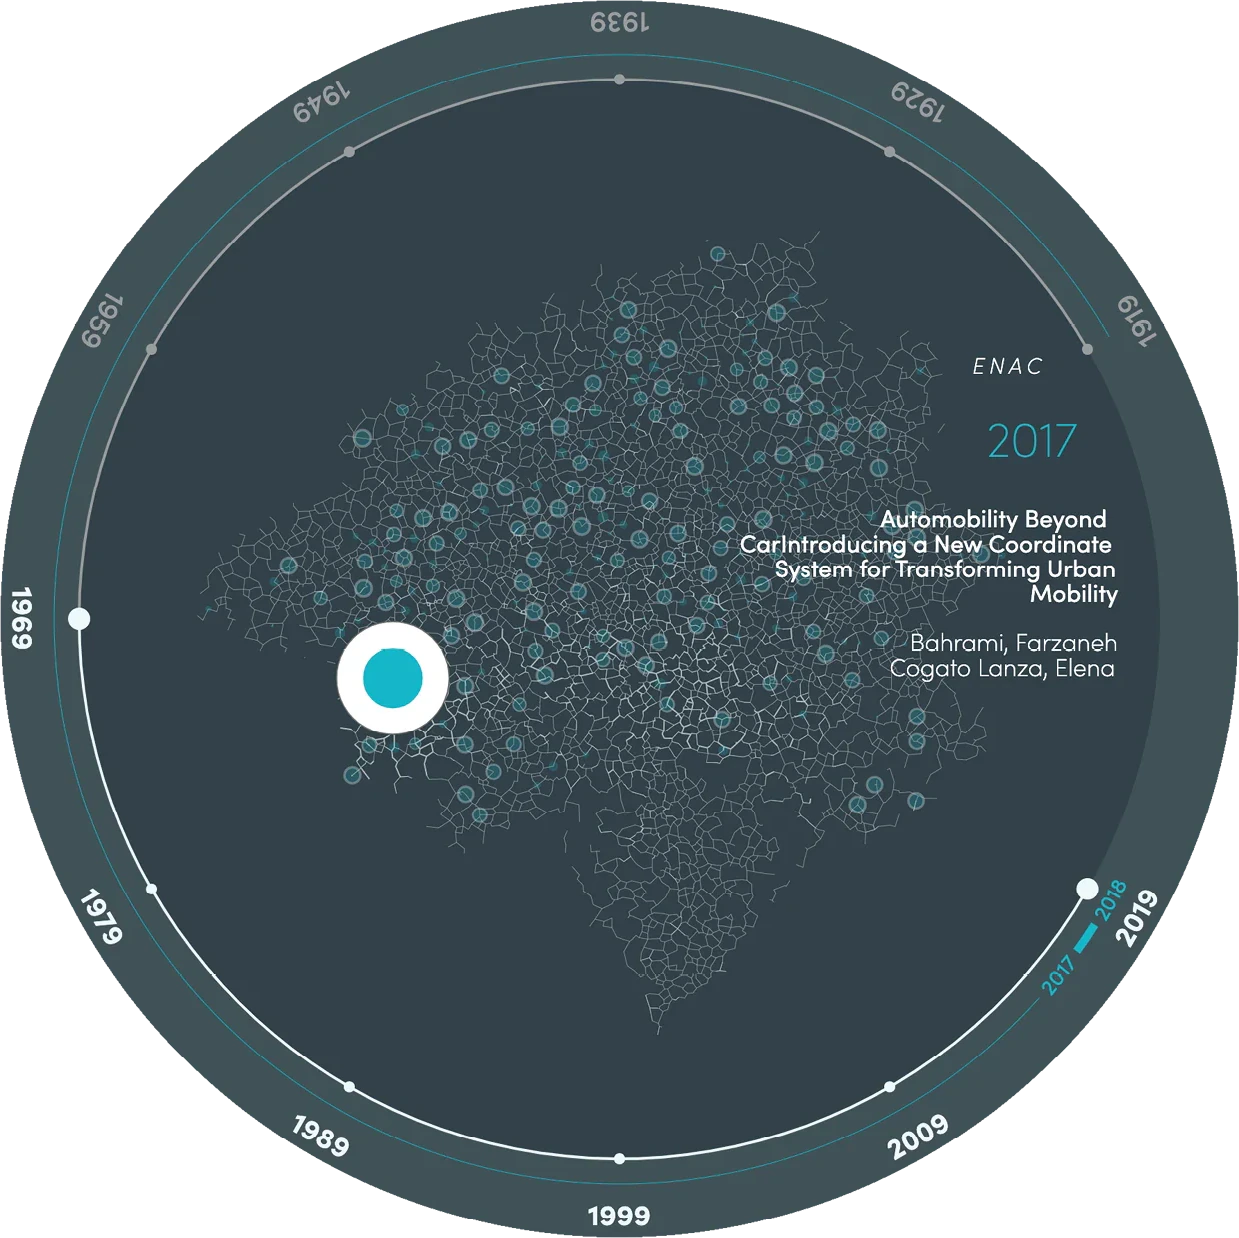 1939
1949
1929
1959
1919
ENAC
2017
Automobility Beyond
CarIntroducing a New Coordinate
System for Transforming Urban
Mobility
Bahrami, Farzaneh
Cogato Lanza, Elena
1969
1979
2018
2019
2017
1989
2009
1999